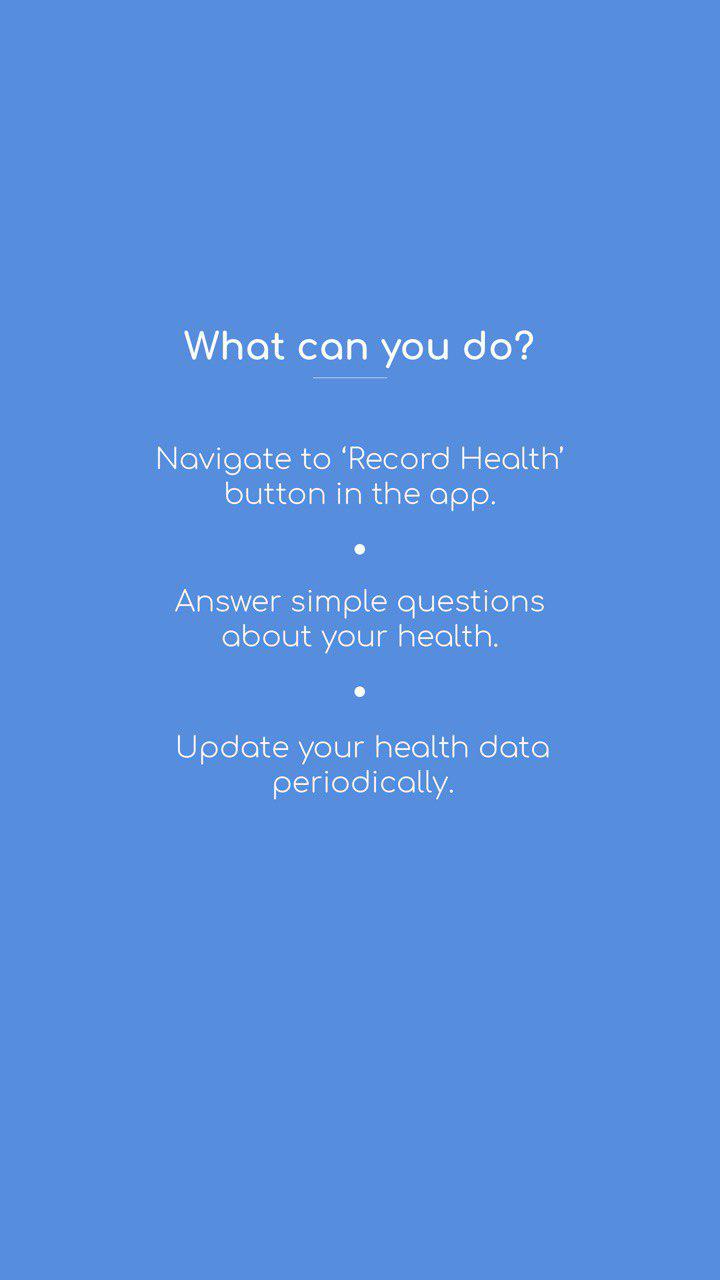 What can you do?
Navigate to ‘Record Health’
button in the app.
Answer simple questions
about your health.
Update your health data
periodically.